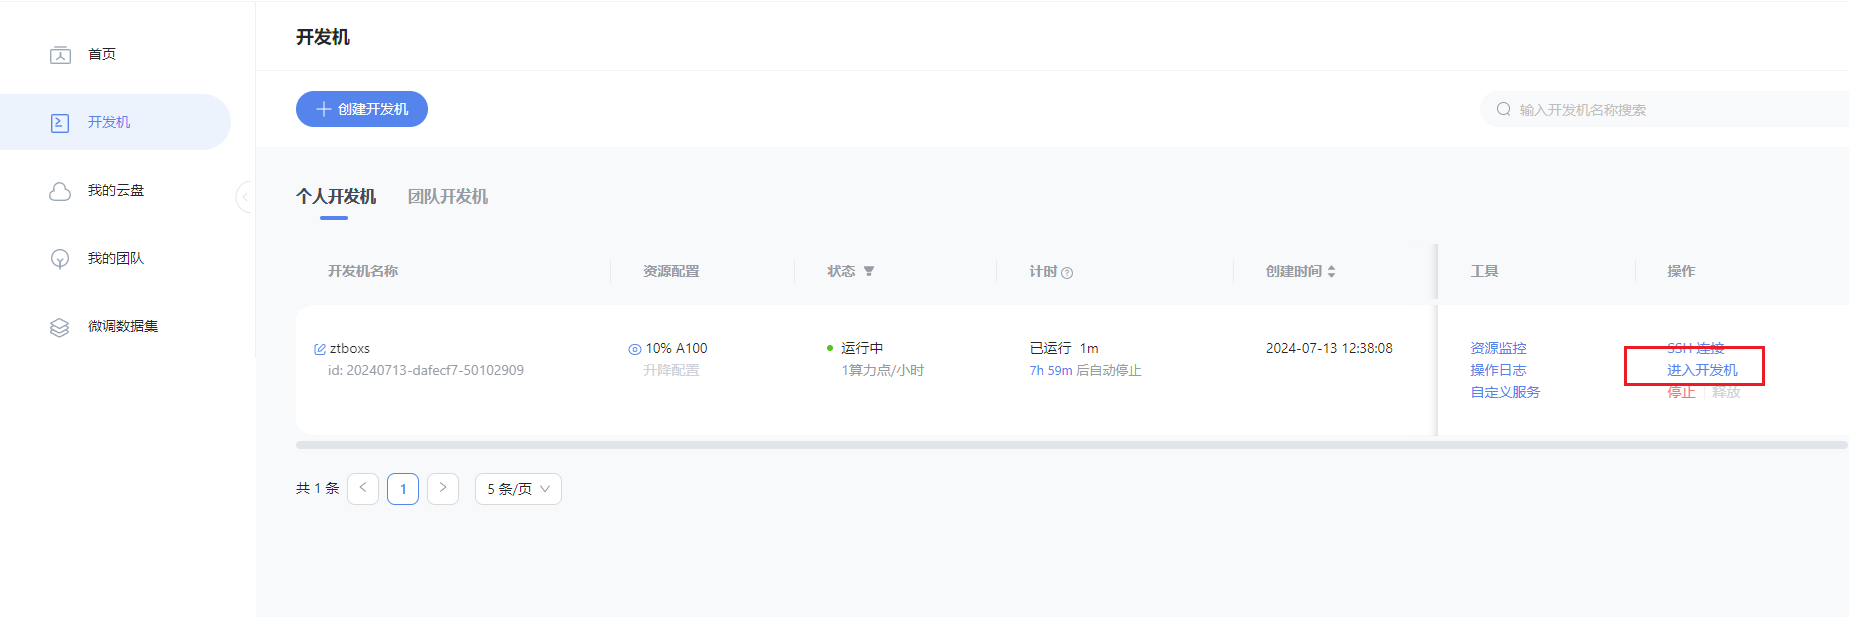 首页
开发机
我的云盘
我的团队
微调数据集
开发机
创建开发机
输入开发机名称搜索
个人开发机 团队开发机
开发机名称 资源配置 状态 计时 创建时间 工具 操作
ztboxs 10% A100 运行中 已运行 1m 2024-07-13 12:38:08 资源监控 SSH 连接
id: 20240713-dafecf7-50102909 升降配置 1算力点/小时 7h 59m 后自动停止 操作日志 进入开发机
自定义服务 停止 释放
共 1 条 < 1 > 5 条/页